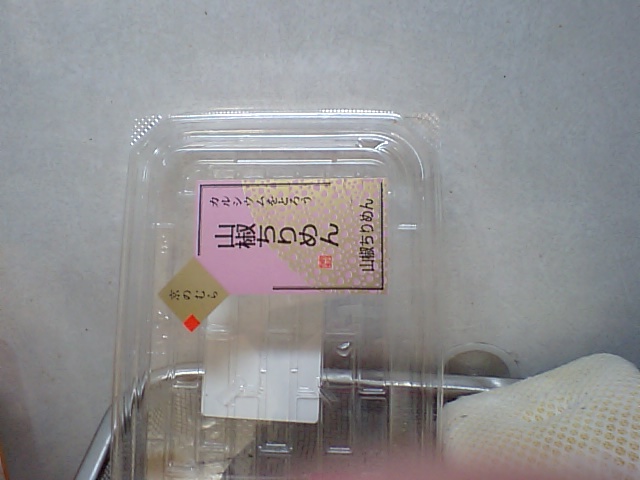 カルシウムをとろう
山椒ちりめん
山椒ちりめん
京のむら